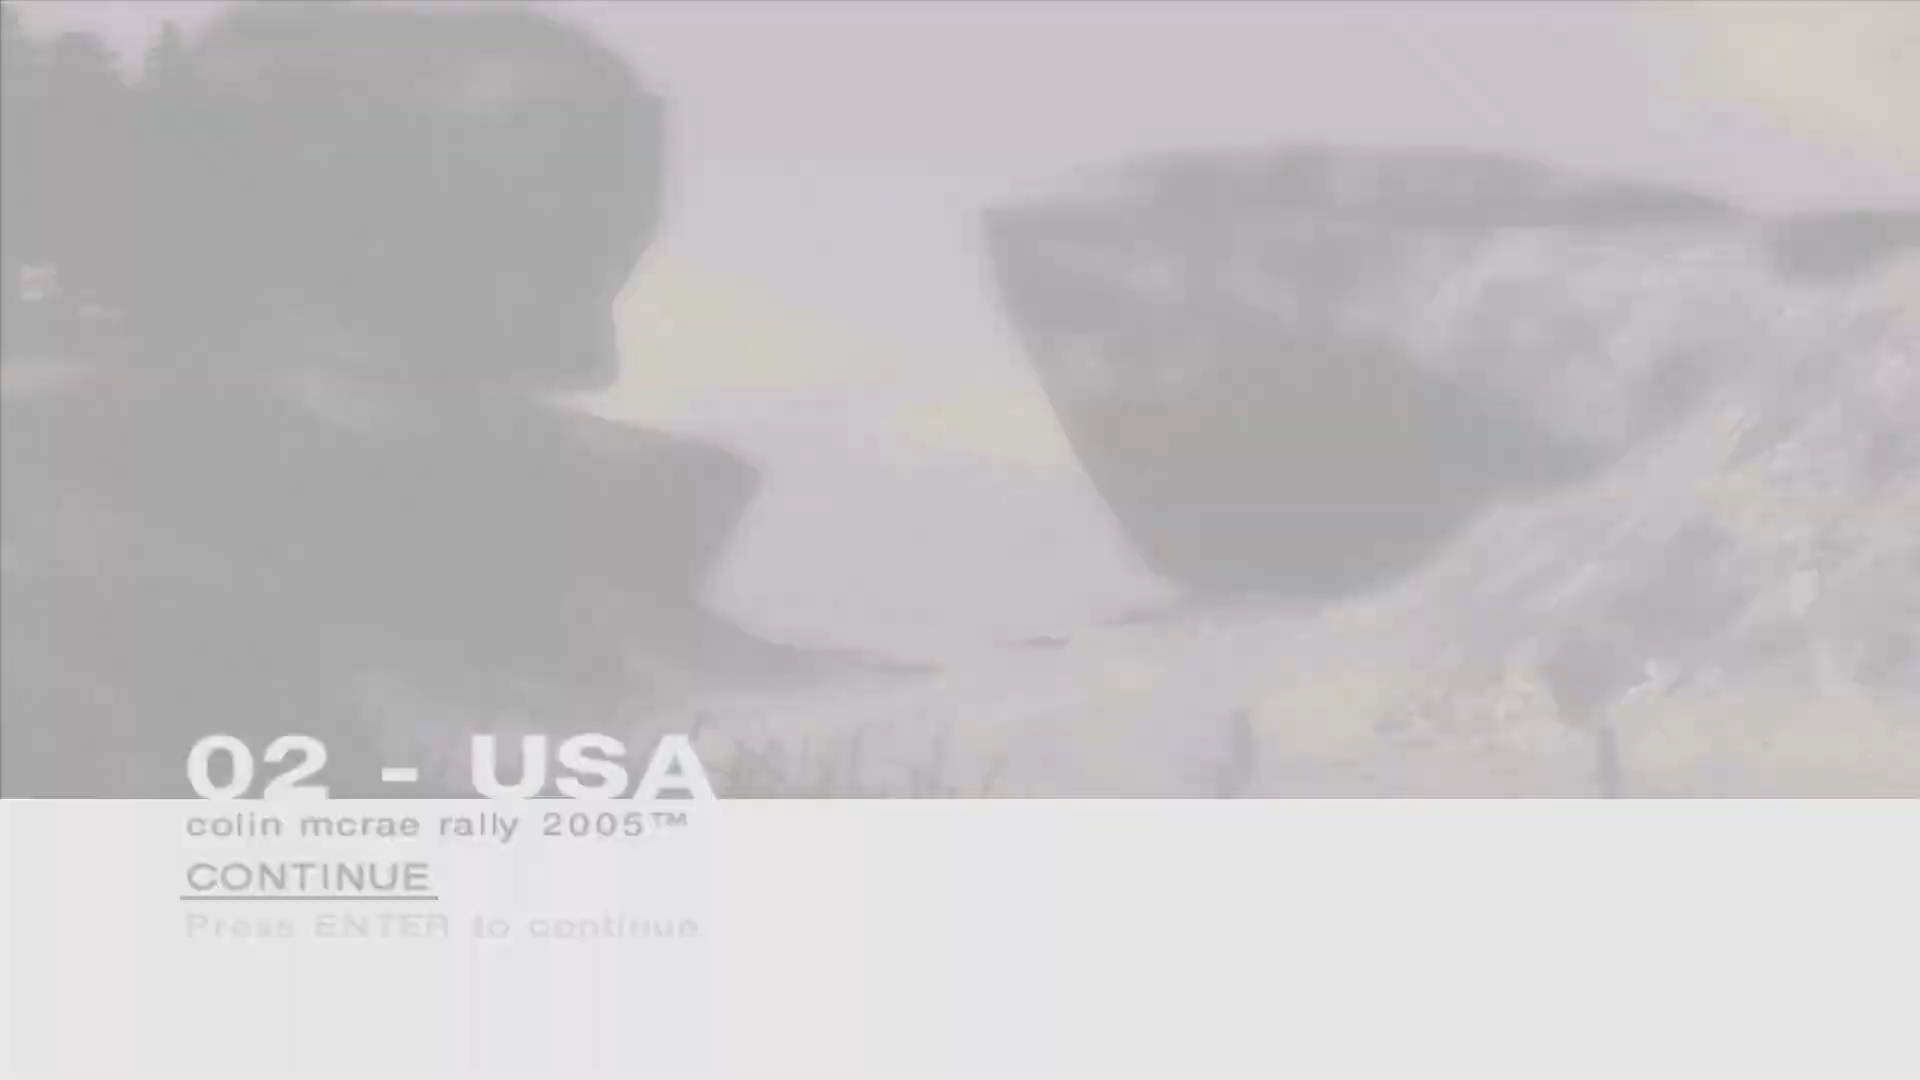 02 - USA
colin mcrae rally 2005™
CONTINUE
Press ENTER to continue